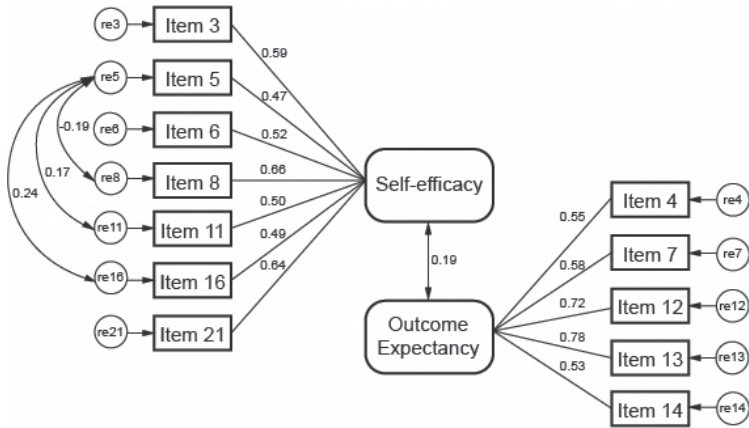 re3
Item 3
0.59
re5
Item 5
0.47
re6
Item 6
0.52
-0.19
re8
Item 8
0.66
0.17
0.24
re11
Item 11
0.50
re16
Item 16
0.49
re21
Item 21
0.64
Self-efficacy
0.19
Outcome
Expectancy
0.55
Item 4
re4
0.58
Item 7
re7
0.72
Item 12
re12
0.78
Item 13
re13
0.53
Item 14
re14